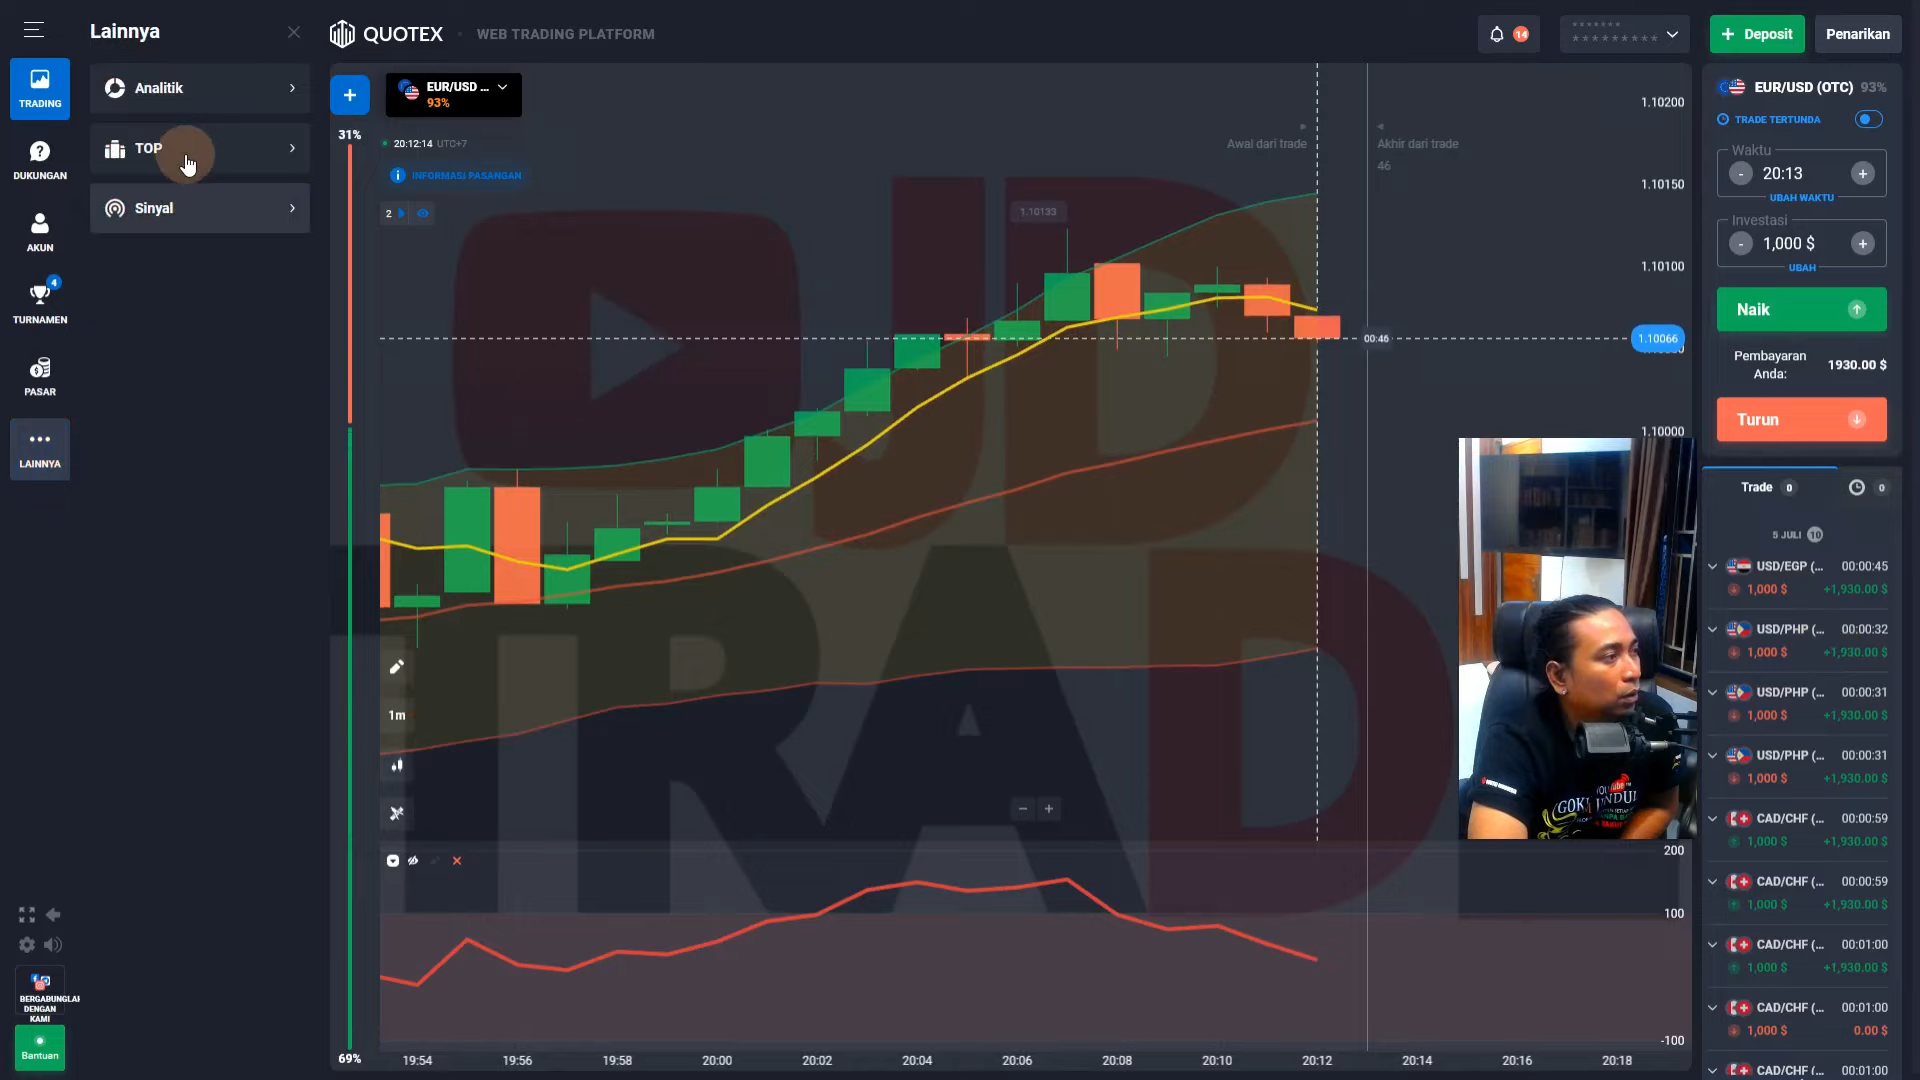 Lainnya
QUOTEX
WEB TRADING PLATFORM
14
*******
*********
+ Deposit
Penarikan
TRADING
DUKUNGAN
AKUN
4
TURNAMEN
PASAR
LAINNYA
BERGABUNGLAH
DENGAN
KAMI
Bantuan
Analitik
TOP
Sinyal
EUR/USD ...
93%
31%
20:12:14 UTC+7
INFORMASI PASANGAN
2
1m
69%
Awal dari trade
Akhir dari trade
46
1.10133
00:46
1.10200
1.10150
1.10100
1.10066
1.10000
JD
TRAD
200
100
-100
19:54
19:56
19:58
20:00
20:02
20:04
20:06
20:08
20:10
20:12
20:14
20:16
20:18
EUR/USD (OTC) 93%
TRADE TERTUNDA
Waktu
- 20:13 +
UBAH WAKTU
Investasi
- 1,000 $ +
UBAH
Naik
Pembayaran
Anda:
1930.00 $
Turun
Trade 0
0
5 JULI 10
USD/EGP (... 00:00:45
1,000 $ +1,930.00 $
USD/PHP (... 00:00:32
1,000 $ +1,930.00 $
USD/PHP (... 00:00:31
1,000 $ +1,930.00 $
USD/PHP (... 00:00:31
1,000 $ +1,930.00 $
CAD/CHF (... 00:00:59
1,000 $ +1,930.00 $
CAD/CHF (... 00:00:59
1,000 $ +1,930.00 $
CAD/CHF (... 00:01:00
1,000 $ +1,930.00 $
CAD/CHF (... 00:01:00
1,000 $ 0.00 $
CAD/CHF (... 00:01:00